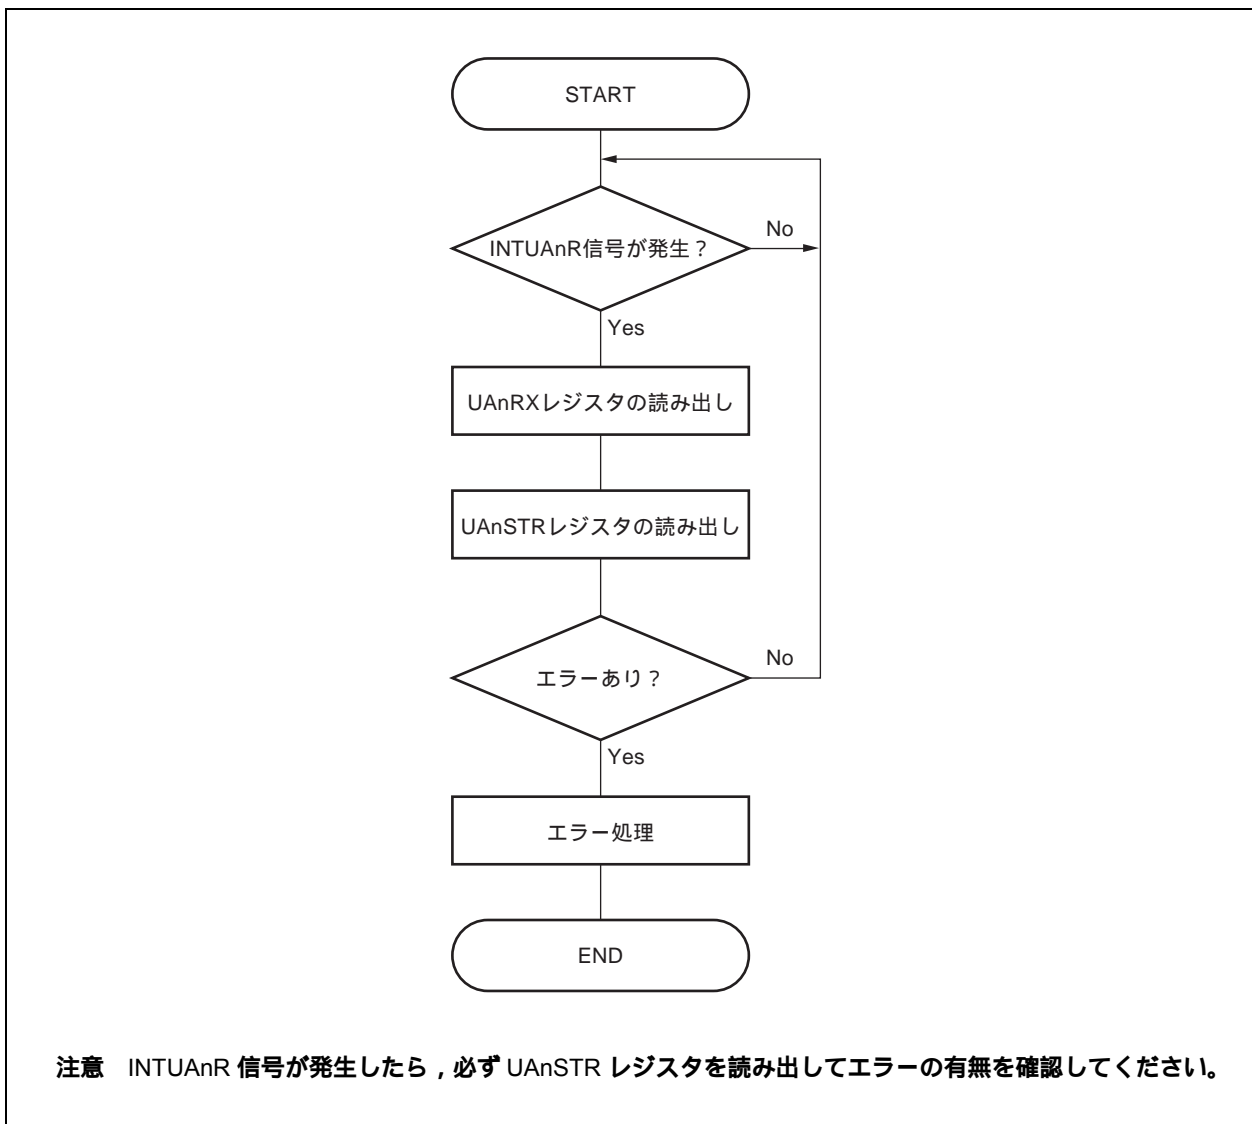 START
INTUAnR信号が発生？
No
Yes
UAnRXレジスタの読み出し
UAnSTRレジスタの読み出し
エラーあり？
No
Yes
エラー処理
END
注意　INTUAnR 信号が発生したら，必ず UAnSTR レジスタを読み出してエラーの有無を確認してください。